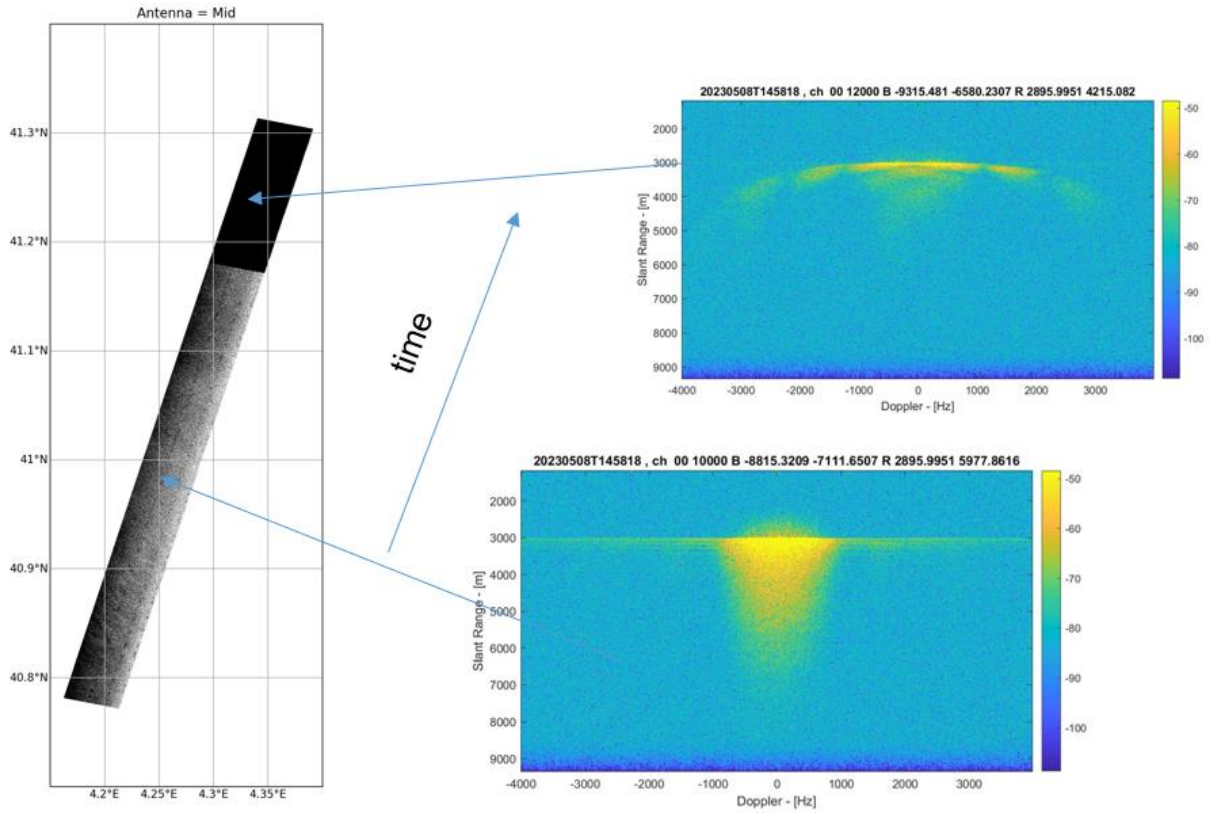 Antenna = Mid
41.3°N
41.2°N
41.1°N
41°N
40.9°N
40.8°N
4.2°E 4.25°E 4.3°E 4.35°E
time
20230508T145818 , ch 00 12000 B -9315.481 -6580.2307 R 2895.9951 4215.082
Slant Range - [m]
2000
3000
4000
5000
6000
7000
8000
9000
-4000 -3000 -2000 -1000 0 1000 2000 3000
Doppler - [Hz]
-50
-60
-70
-80
-90
-100
20230508T145818 , ch 00 10000 B -8815.3209 -7111.6507 R 2895.9951 5977.8616
Slant Range - [m]
2000
3000
4000
5000
6000
7000
8000
9000
-4000 -3000 -2000 -1000 0 1000 2000 3000
Doppler - [Hz]
-50
-60
-70
-80
-90
-100